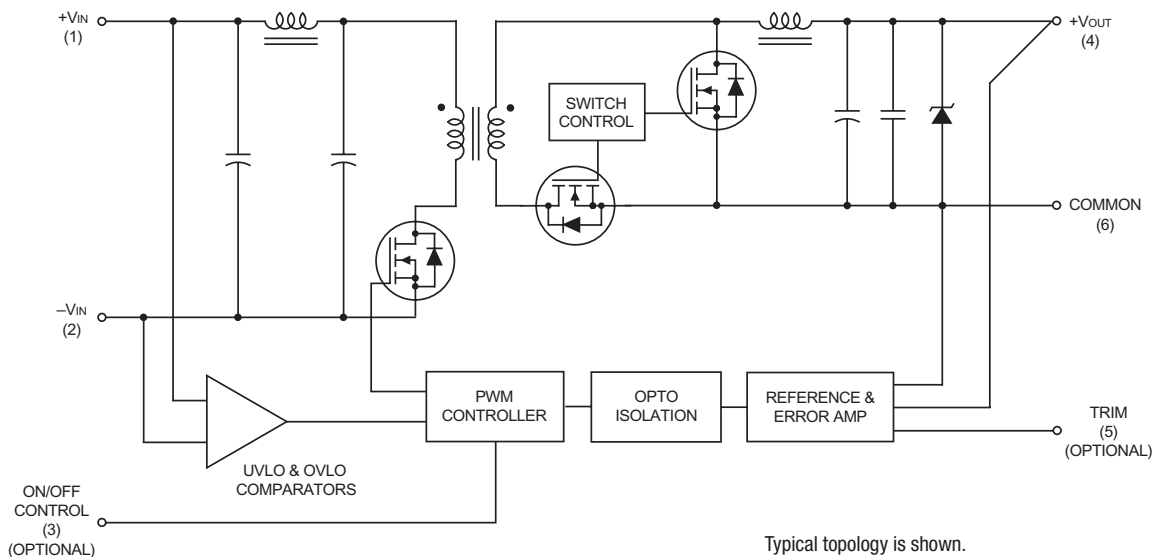 +VIN
(1)
+VOUT
(4)
SWITCH
CONTROL
COMMON
(6)
–VIN
(2)
PWM
CONTROLLER
OPTO
ISOLATION
REFERENCE &
ERROR AMP
TRIM
(5)
(OPTIONAL)
UVLO & OVLO
COMPARATORS
ON/OFF
CONTROL
(3)
(OPTIONAL)
Typical topology is shown.